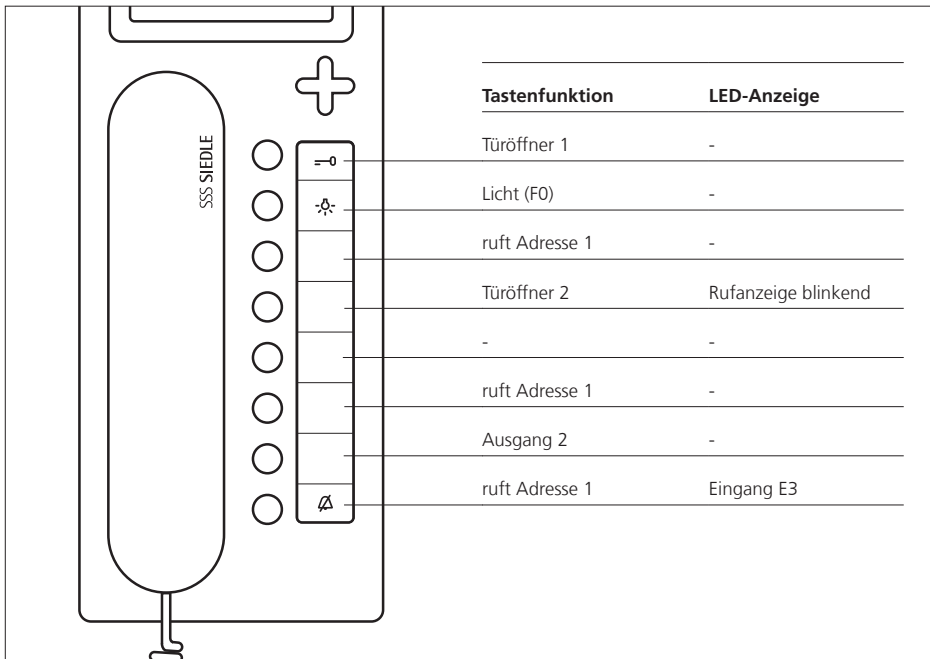 SSS SIEDLE
Tastenfunktion LED-Anzeige
Türöffner 1 -
Licht (F0) -
ruft Adresse 1 -
Türöffner 2 Rufanzeige blinkend
- -
ruft Adresse 1 -
Ausgang 2 -
ruft Adresse 1 Eingang E3